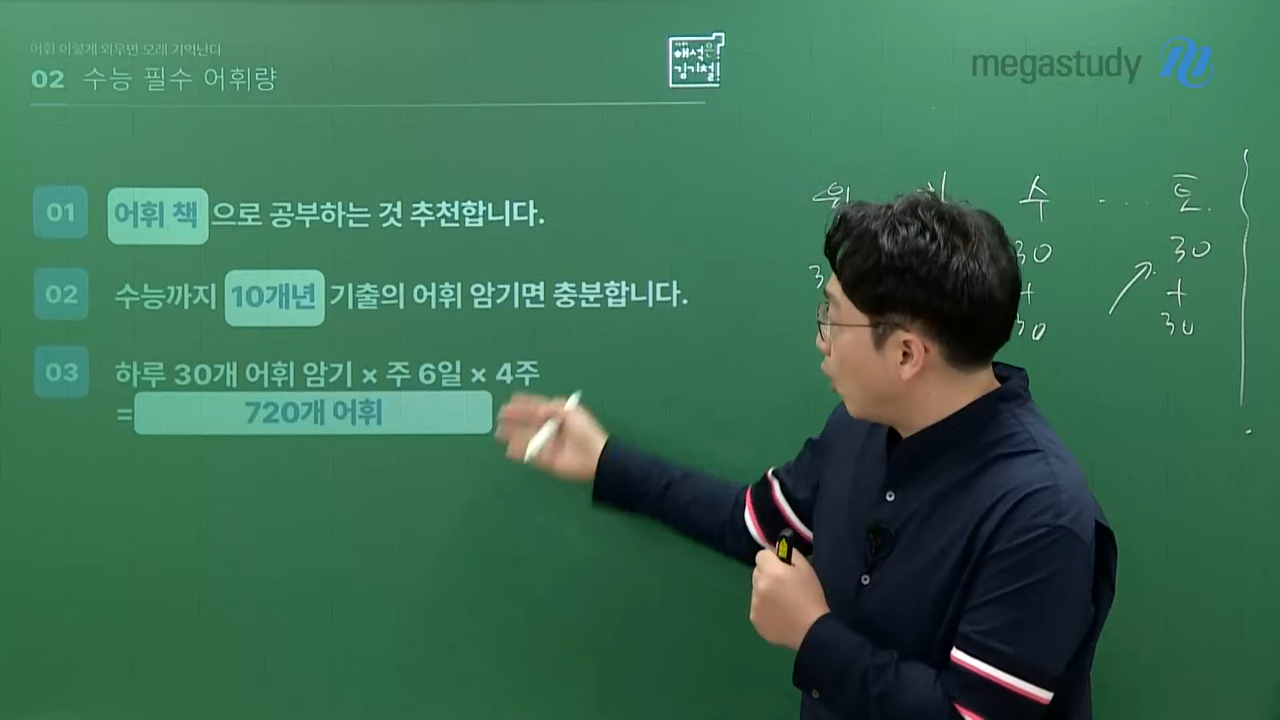 어휘 이렇게 외우면 오래 기억난다
02 수능 필수 어휘량
해석은
김기철!
megastudy
01 어휘 책으로 공부하는 것 추천합니다.
02 수능까지 10개년 기출의 어휘 암기면 충분합니다.
03 하루 30개 어휘 암기 × 주 6일 × 4주
= 720개 어휘
월 수 ····토
30 30
+ +
30 30